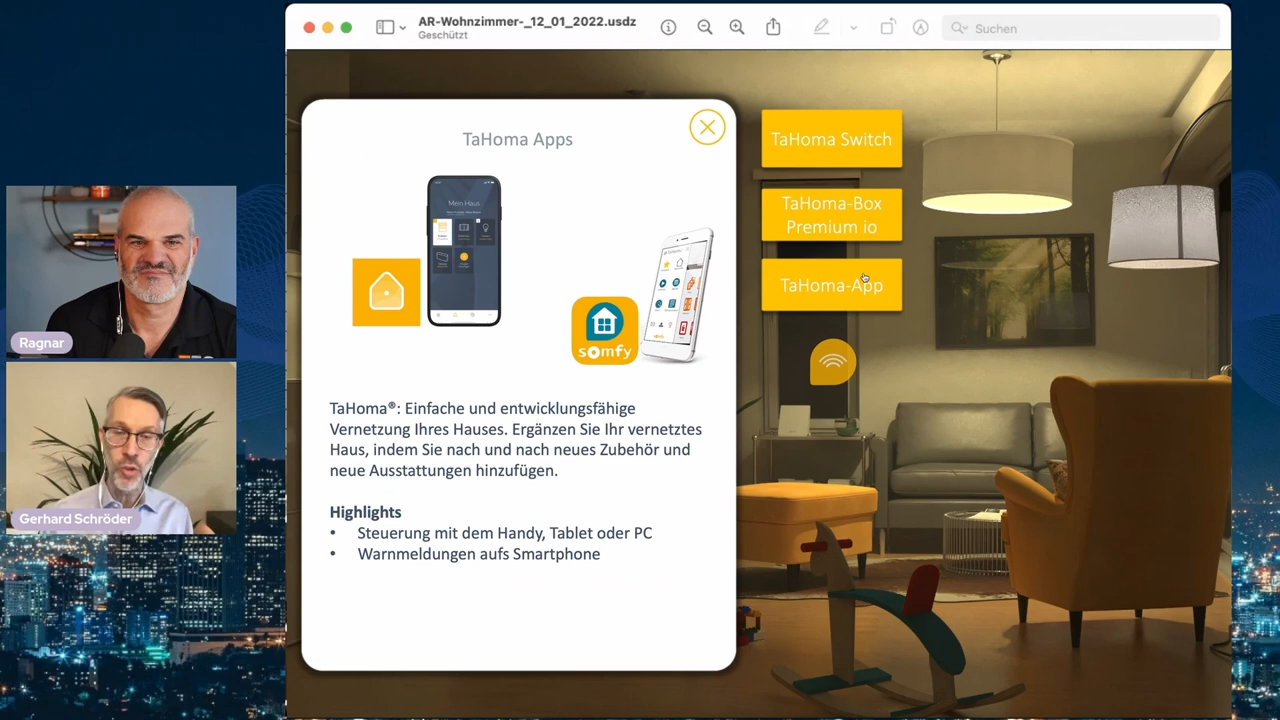 AR-Wohnzimmer-_12_01_2022.usdz
Geschützt
Suchen
TaHoma Apps
Mein Haus
somfy
TaHoma®: Einfache und entwicklungsfähige
Vernetzung Ihres Hauses. Ergänzen Sie Ihr vernetztes
Haus, indem Sie nach und nach neues Zubehör und
neue Ausstattungen hinzufügen.
Highlights
• Steuerung mit dem Handy, Tablet oder PC
• Warnmeldungen aufs Smartphone
TaHoma Switch
TaHoma-Box
Premium io
TaHoma-App
Ragnar
Gerhard Schröder